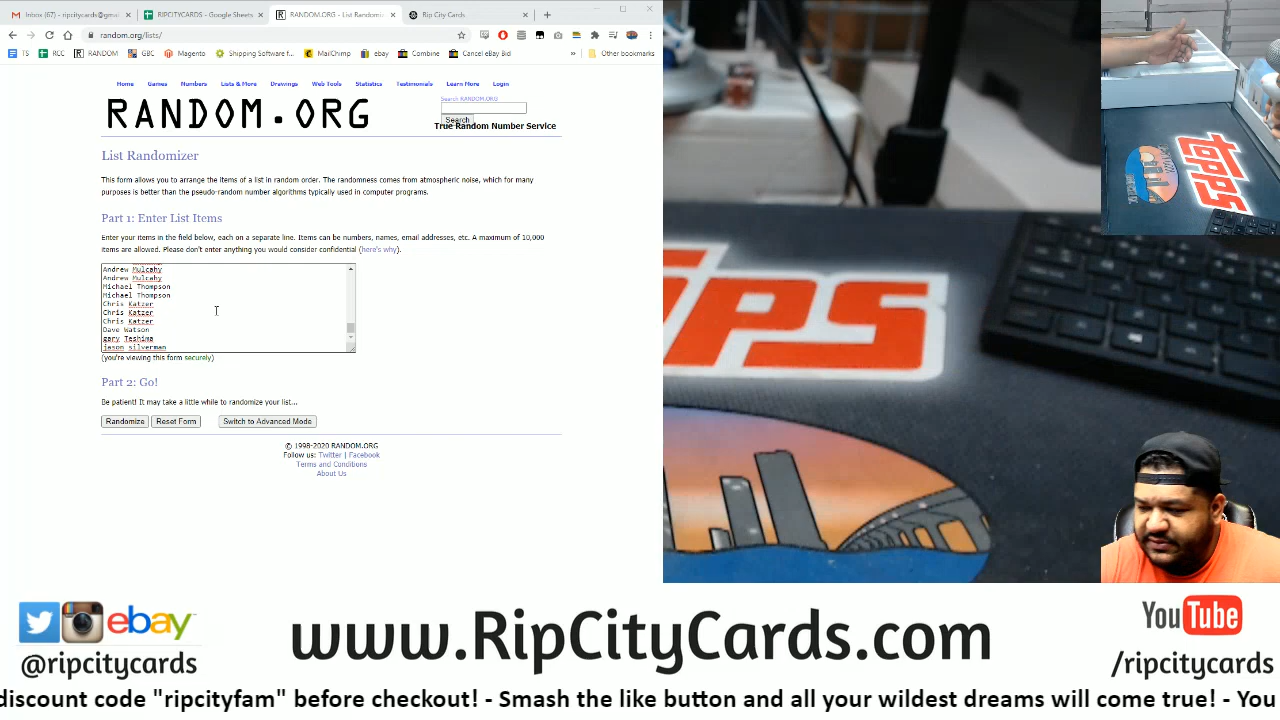 Inbox (67) - ripcitycards@gmail
RIPCITYCARDS - Google Sheets
RANDOM.ORG - List Randomize
Rip City Cards
random.org/lists/
TS
RCC
RANDOM
GBC
Magento
Shipping Software f...
MailChimp
ebay
Combine
Cancel eBay Bid
Other bookmarks
Home Games Numbers Lists & More Drawings Web Tools Statistics Testimonials Learn More Login
RANDOM.ORG
Search RANDOM.ORG
Search
True Random Number Service
List Randomizer
This form allows you to arrange the items of a list in random order. The randomness comes from atmospheric noise, which for many
purposes is better than the pseudo-random number algorithms typically used in computer programs.
Part 1: Enter List Items
Enter your items in the field below, each on a separate line. Items can be numbers, names, email addresses, etc. A maximum of 10,000
items are allowed. Please don't enter anything you would consider confidential (here's why).
Andrew Mulcahy
Andrew Mulcahy
Michael Thompson
Michael Thompson
Chris Katzer
Chris Katzer
Chris Katzer
Dave Watson
gary Teshima
jason silverman
(you're viewing this form securely)
Part 2: Go!
Be patient! It may take a little while to randomize your list...
Randomize Reset Form Switch to Advanced Mode
© 1998-2020 RANDOM.ORG
Follow us: Twitter | Facebook
Terms and Conditions
About Us
topps
ebay
@ripcitycards
www.RipCityCards.com
YouTube
/ripcitycards
discount code "ripcityfam" before checkout! - Smash the like button and all your wildest dreams will come true! - You